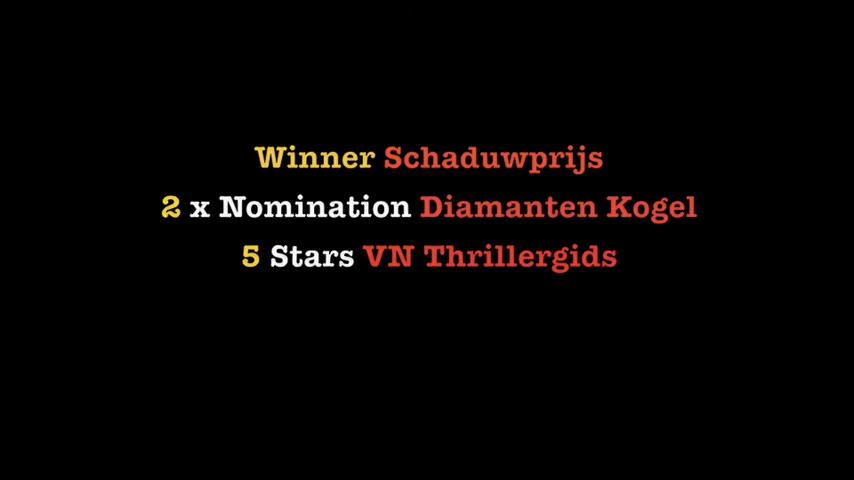 Winner Schaduwprijs
2 x Nomination Diamanten Kogel
5 Stars VN Thrillergids